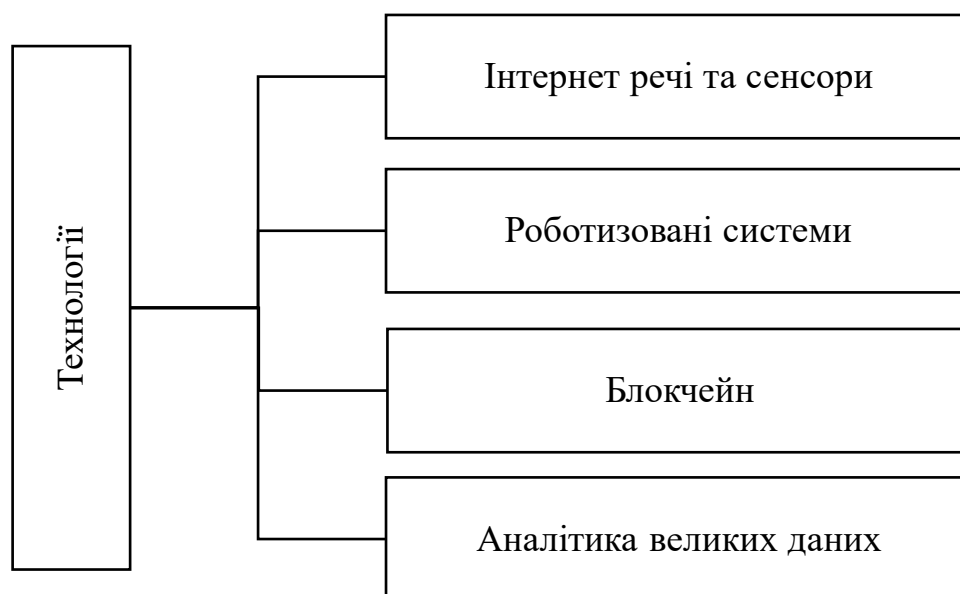 Технології
Інтернет речі та сенсори
Роботизовані системи
Блокчейн
Аналітика великих даних